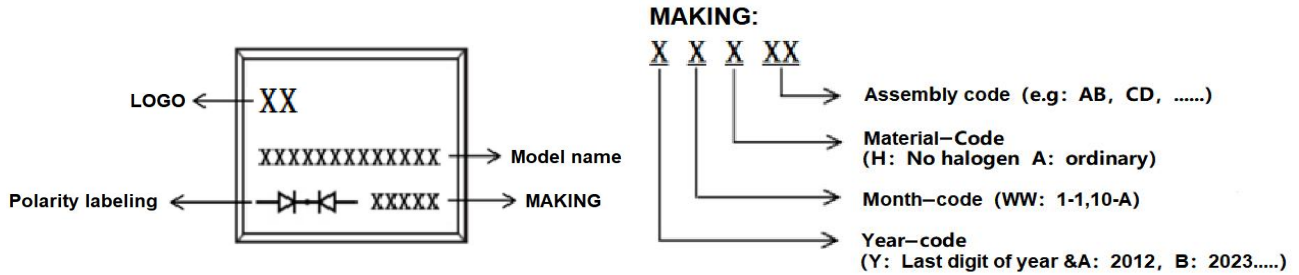 MAKING:
X X X XX
LOGO
XX
Assembly code (e.g: AB, CD, ......)
XXXXXXXXXXXXX
Model name
Material-Code
(H: No halogen A: ordinary)
Polarity labeling
XXXXX
MAKING
Month-code (WW: 1-1,10-A)
Year-code
(Y: Last digit of year &A: 2012, B: 2023.....)